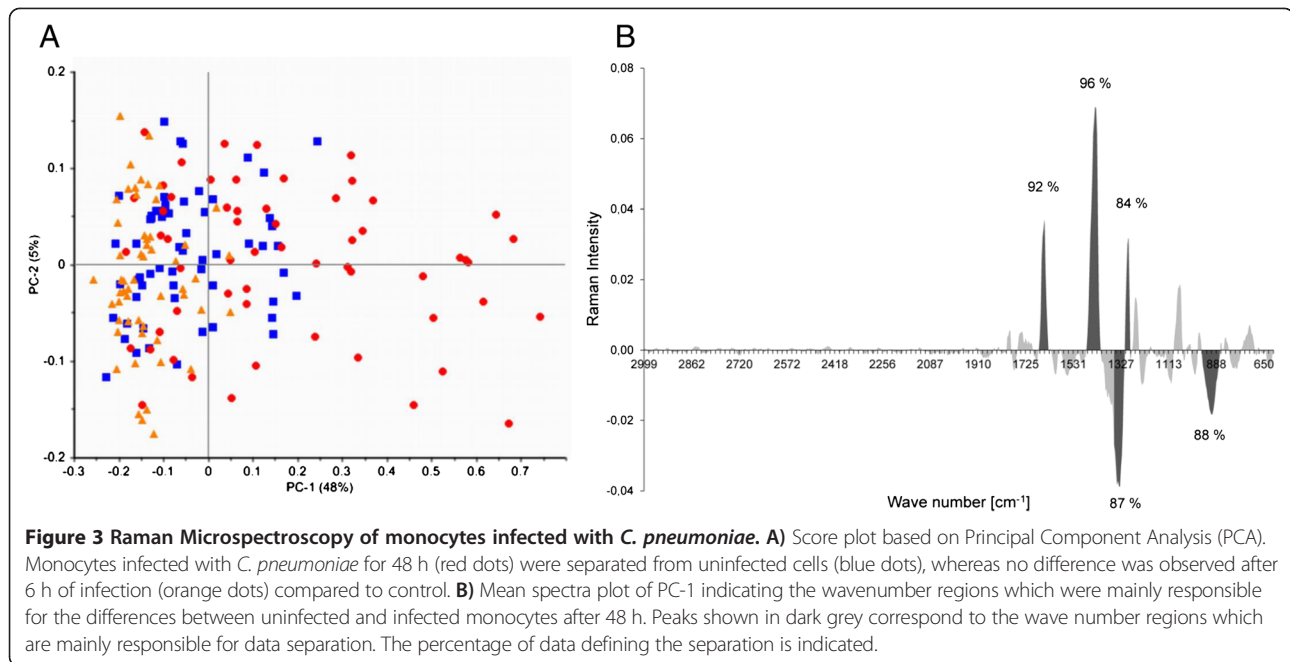 A
B
0.2
0.1
0
-0.1
-0.2
PC-2 (5%)
-0.3 -0.2 -0.1 0 0.1 0.2 0.3 0.4 0.5 0.6 0.7
PC-1 (48%)
0,08
0,06
0,04
0,02
0,00
-0,02
-0,04
Raman Intensity
96 %
92 %
84 %
2999 2862 2720 2572 2418 2256 2087 1910 1725 1531 1327 1113 888 650
88 %
87 %
Wave number [cm⁻¹]
Figure 3 Raman Microspectroscopy of monocytes infected with C. pneumoniae. A) Score plot based on Principal Component Analysis (PCA).
Monocytes infected with C. pneumoniae for 48 h (red dots) were separated from uninfected cells (blue dots), whereas no difference was observed after
6 h of infection (orange dots) compared to control. B) Mean spectra plot of PC-1 indicating the wavenumber regions which were mainly responsible
for the differences between uninfected and infected monocytes after 48 h. Peaks shown in dark grey correspond to the wave number regions which
are mainly responsible for data separation. The percentage of data defining the separation is indicated.